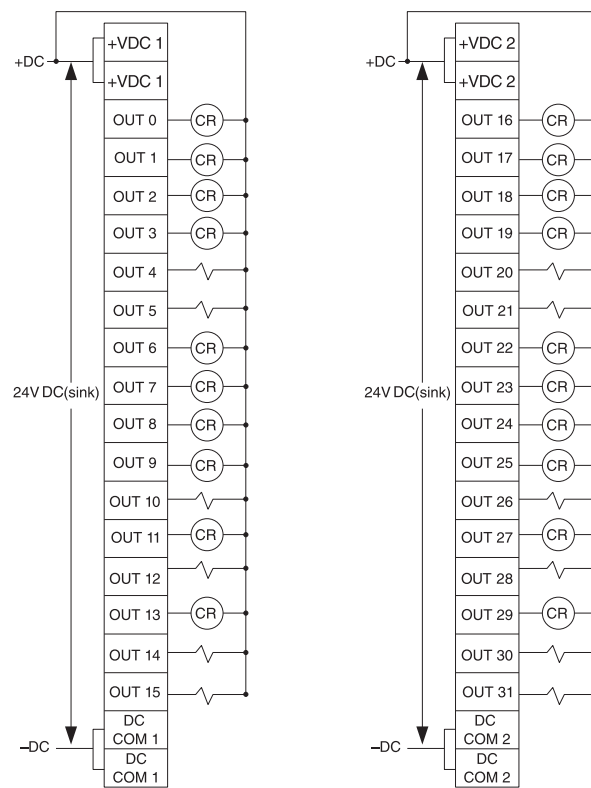 +DC
+VDC 1
+VDC 1
OUT 0 CR
OUT 1 CR
OUT 2 CR
OUT 3 CR
OUT 4
OUT 5
OUT 6 CR
24V DC(sink)
OUT 7 CR
OUT 8 CR
OUT 9 CR
OUT 10
OUT 11 CR
OUT 12
OUT 13 CR
OUT 14
OUT 15
–DC
DC
COM 1
DC
COM 1
+DC
+VDC 2
+VDC 2
OUT 16 CR
OUT 17 CR
OUT 18 CR
OUT 19 CR
OUT 20
OUT 21
OUT 22 CR
24V DC(sink)
OUT 23 CR
OUT 24 CR
OUT 25 CR
OUT 26
OUT 27 CR
OUT 28
OUT 29 CR
OUT 30
OUT 31
–DC
DC
COM 2
DC
COM 2